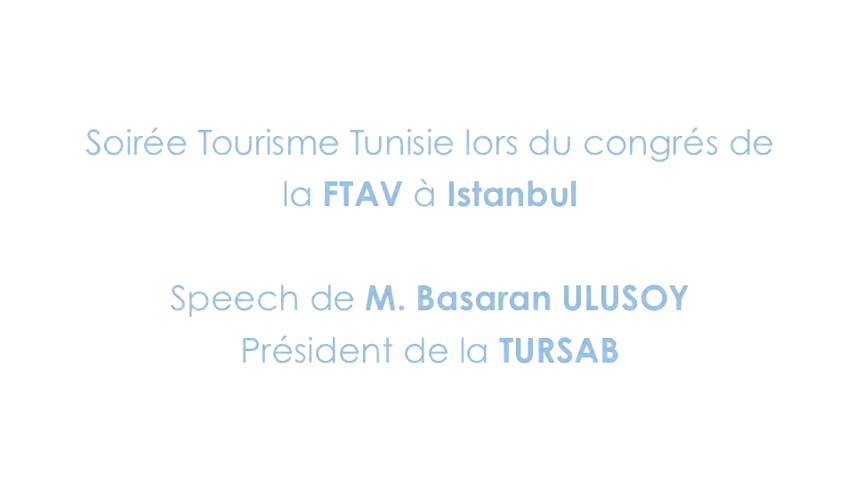 Soirée Tourisme Tunisie lors du congrés de
la FTAV à Istanbul
Speech de M. Basaran ULUSOY
Président de la TURSAB